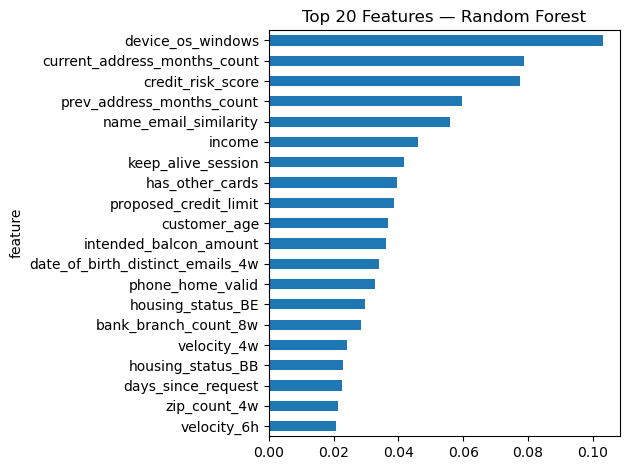 Top 20 Features — Random Forest
device_os_windows
current_address_months_count
credit_risk_score
prev_address_months_count
name_email_similarity
income
keep_alive_session
has_other_cards
proposed_credit_limit
customer_age
intended_balcon_amount
date_of_birth_distinct_emails_4w
phone_home_valid
housing_status_BE
bank_branch_count_8w
velocity_4w
housing_status_BB
days_since_request
zip_count_4w
velocity_6h
feature
0.00 0.02 0.04 0.06 0.08 0.10